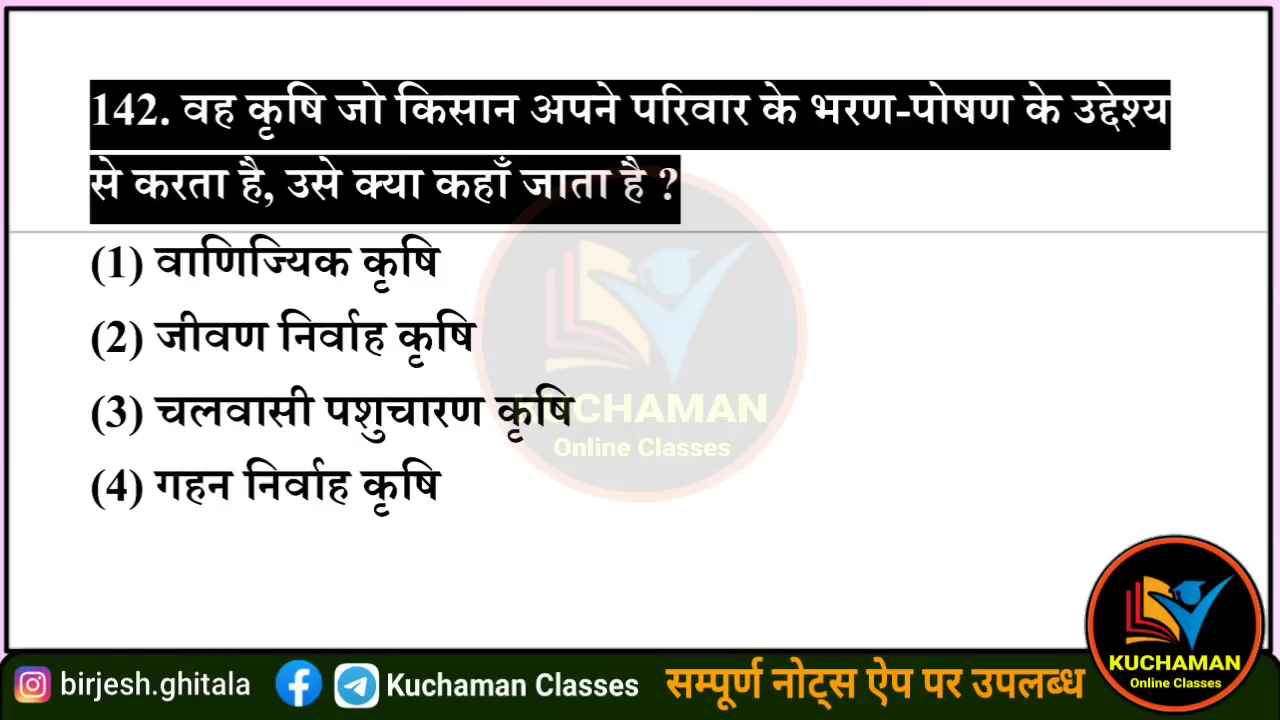 142. वह कृषि जो किसान अपने परिवार के भरण-पोषण के उद्देश्य
से करता है, उसे क्या कहाँ जाता है ?
(1) वाणिज्यिक कृषि
(2) जीवण निर्वाह कृषि
(3) चलवासी पशुचारण कृषि
(4) गहन निर्वाह कृषि
KUCHAMAN
Online Classes
KUCHAMAN
Online Classes
birjesh.ghitala Kuchaman Classes सम्पूर्ण नोट्स ऐप पर उपलब्ध